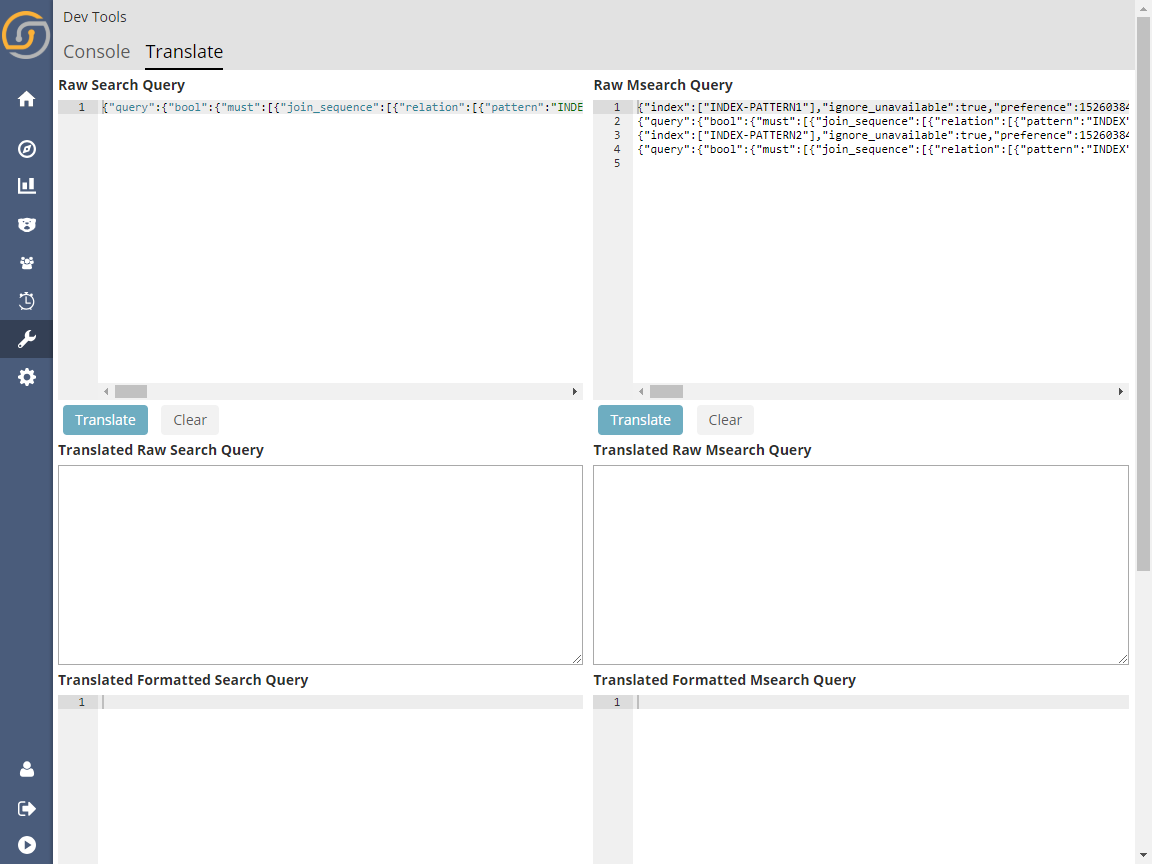 Dev Tools
Console Translate
Raw Search Query
1 {"query":{"bool":{"must":[{"join_sequence":[{"relation":[{"pattern":"INDE
Translate Clear
Translated Raw Search Query
Translated Formatted Search Query
1
Raw Msearch Query
1 {"index":["INDEX-PATTERN1"],"ignore_unavailable":true,"preference":15260384
2 {"query":{"bool":{"must":[{"join_sequence":[{"relation":[{"pattern":"INDEX
3 {"index":["INDEX-PATTERN2"],"ignore_unavailable":true,"preference":15260384
4 {"query":{"bool":{"must":[{"join_sequence":[{"relation":[{"pattern":"INDEX
5
Translate Clear
Translated Raw Msearch Query
Translated Formatted Msearch Query
1